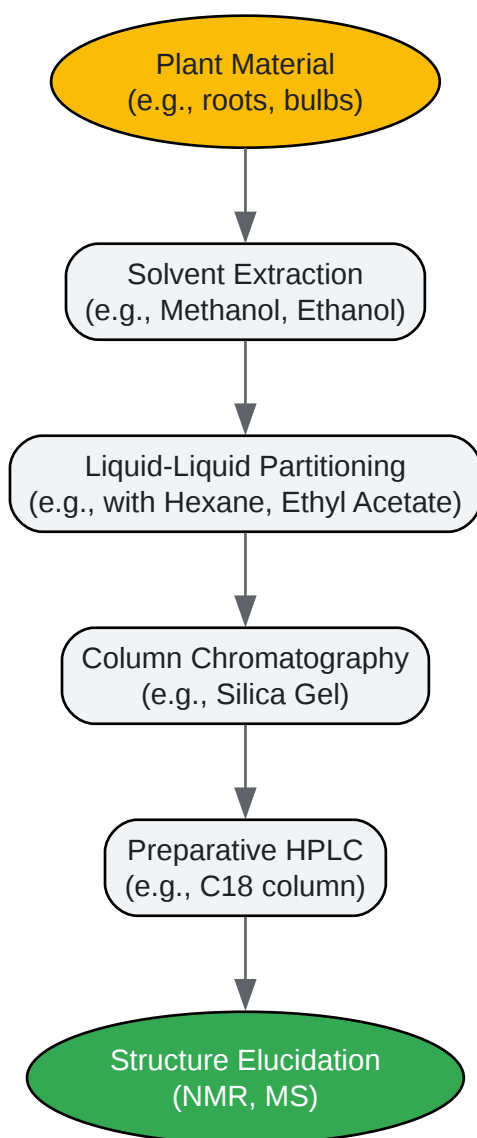 Plant Material
(e.g., roots, bulbs)
Solvent Extraction
(e.g., Methanol, Ethanol)
Liquid-Liquid Partitioning
(e.g., with Hexane, Ethyl Acetate)
Column Chromatography
(e.g., Silica Gel)
Preparative HPLC
(e.g., C18 column)
Structure Elucidation
(NMR, MS)